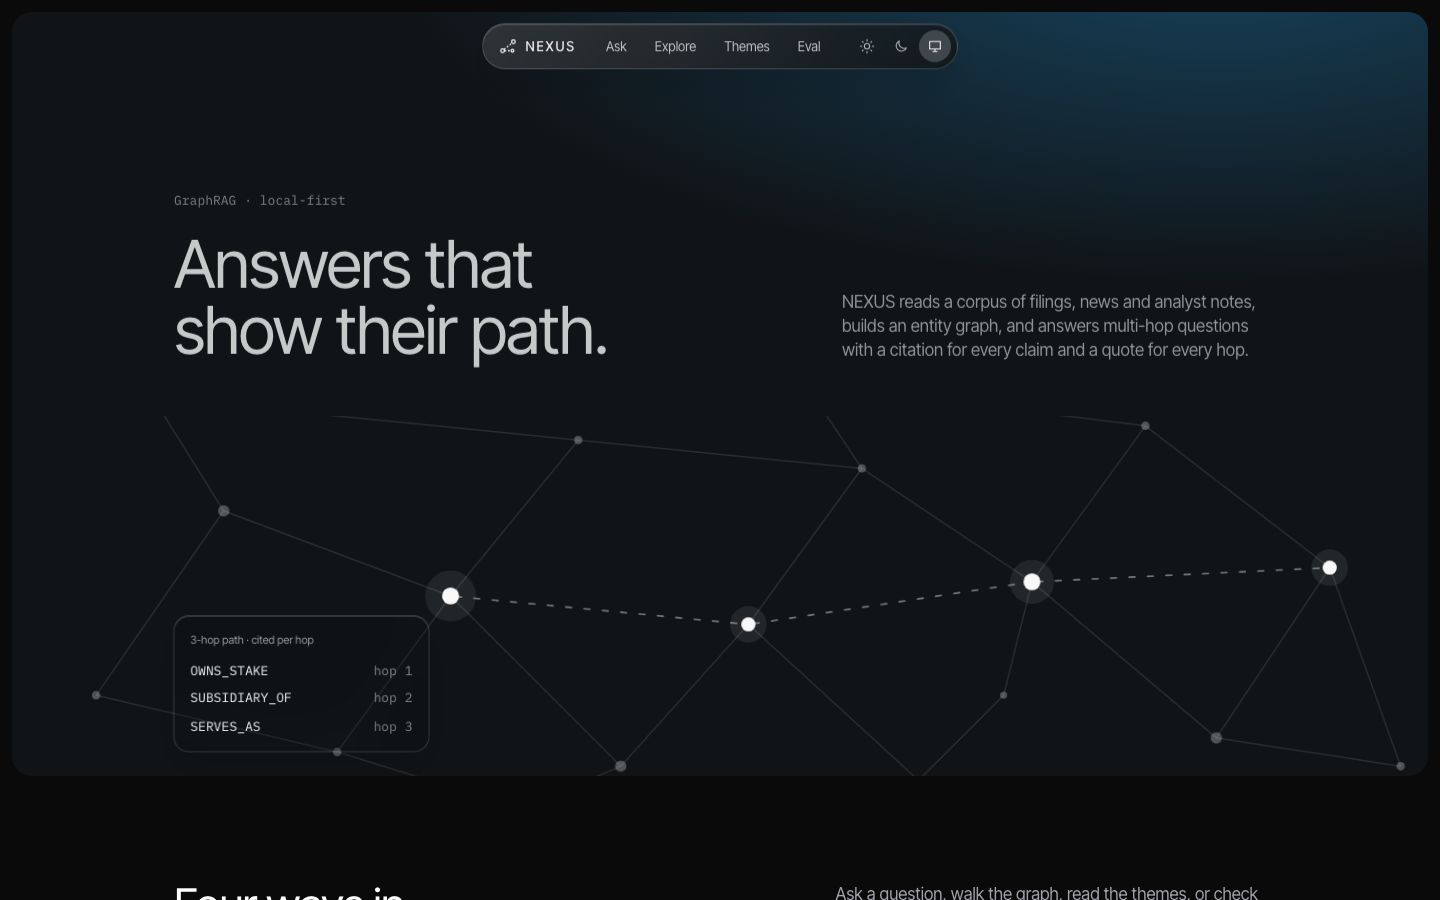 NEXUS Ask Explore Themes Eval
GraphRAG · local-first
Answers that
show their path.
NEXUS reads a corpus of filings, news and analyst notes,
builds an entity graph, and answers multi-hop questions
with a citation for every claim and a quote for every hop.
3-hop path · cited per hop
OWNS_STAKE hop 1
SUBSIDIARY_OF hop 2
SERVES_AS hop 3
Four ways in
Ask a question, walk the graph, read the themes, or check